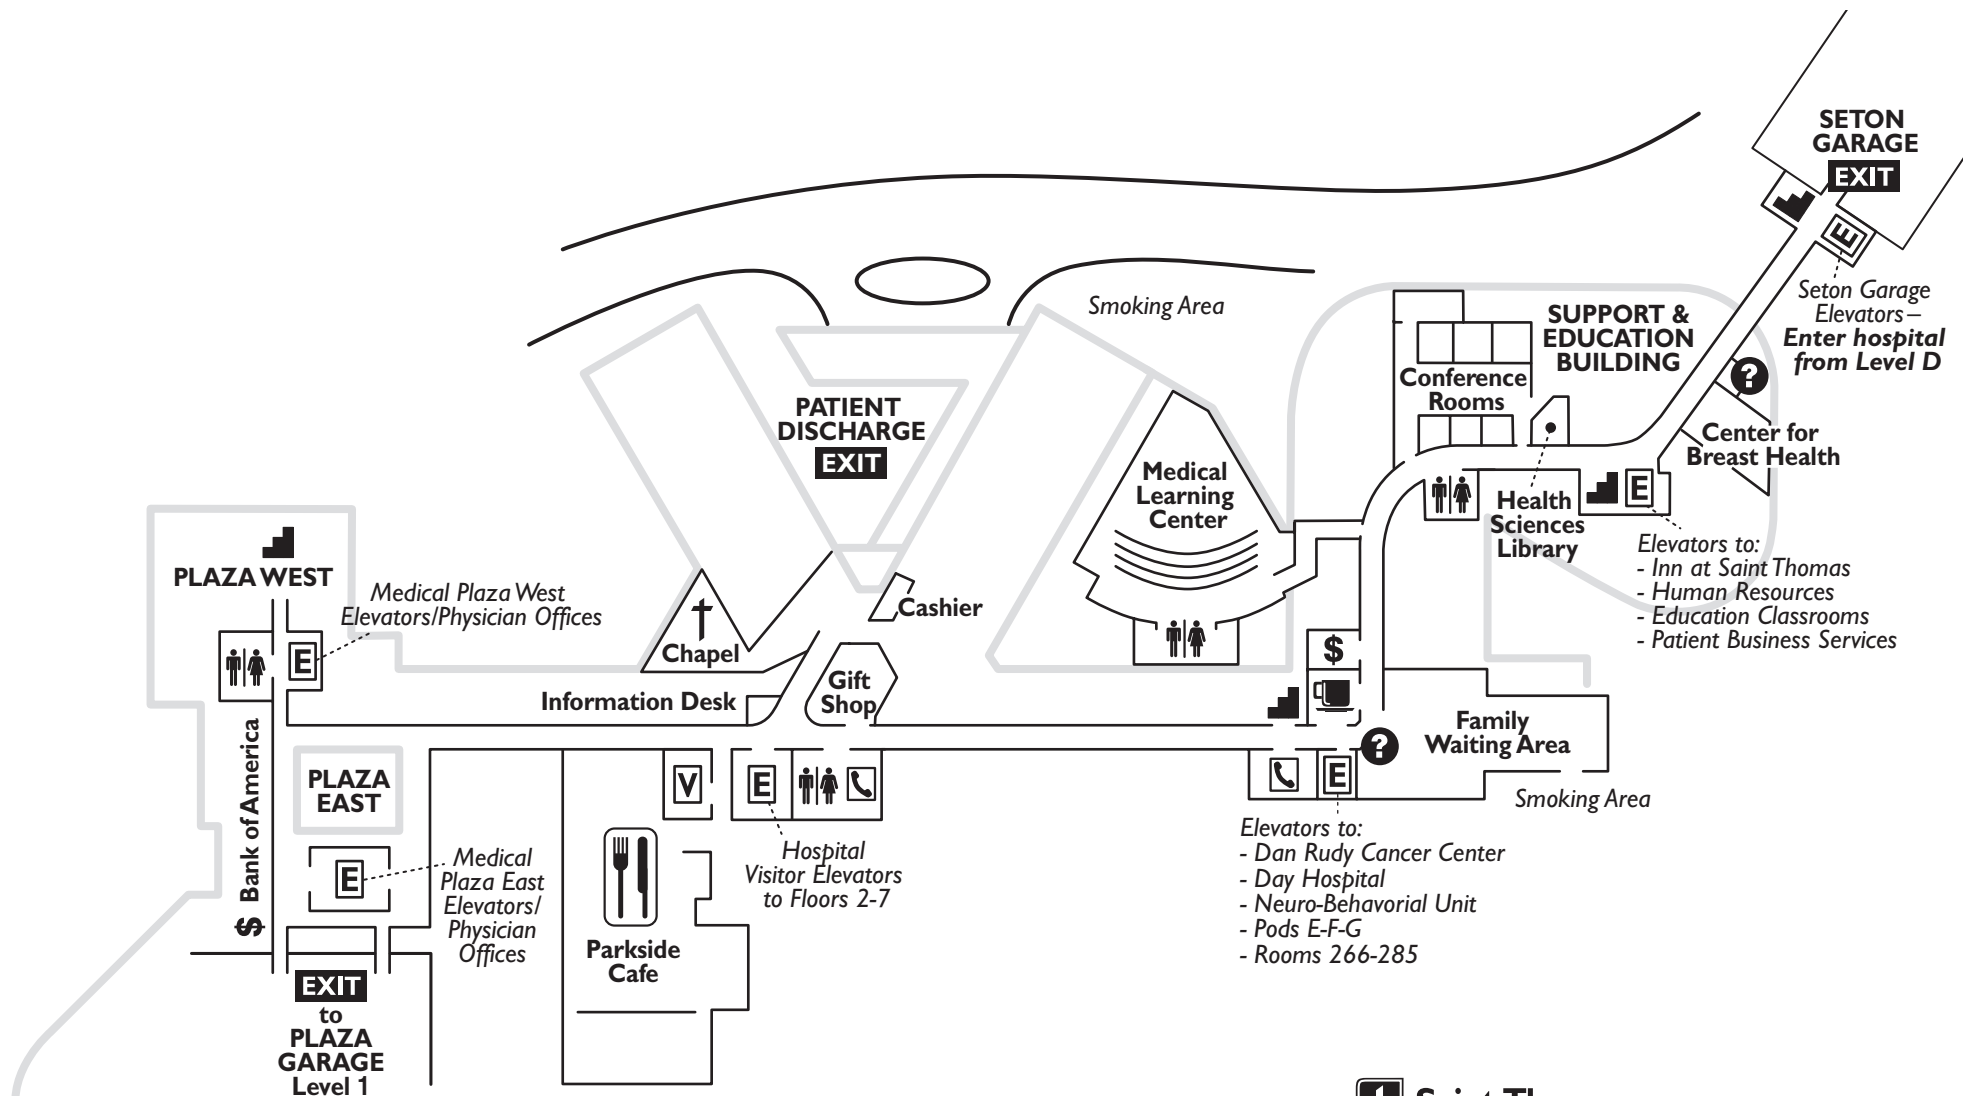 SETON
GARAGE
EXIT
E
Seton Garage
Elevators–
Enter hospital
from Level D
Smoking Area
SUPPORT &
EDUCATION
BUILDING
Conference
Rooms
?
Center for
Breast Health
PATIENT
DISCHARGE
EXIT
Medical
Learning
Center
E
Health
Sciences
Library
Elevators to:
- Inn at Saint Thomas
- Human Resources
- Education Classrooms
- Patient Business Services
PLAZA WEST
Medical Plaza West
Elevators/Physician Offices
E
Cashier
Chapel
$
Gift
Shop
Information Desk
Family
Waiting Area
?
Bank of America
$
PLAZA
EAST
V
E
E
Smoking Area
E
Medical
Plaza East
Elevators/
Physician
Offices
Hospital
Visitor Elevators
to Floors 2-7
Elevators to:
- Dan Rudy Cancer Center
- Day Hospital
- Neuro-Behavorial Unit
- Pods E-F-G
- Rooms 266-285
Parkside
Cafe
EXIT
to
PLAZA
GARAGE
Level 1